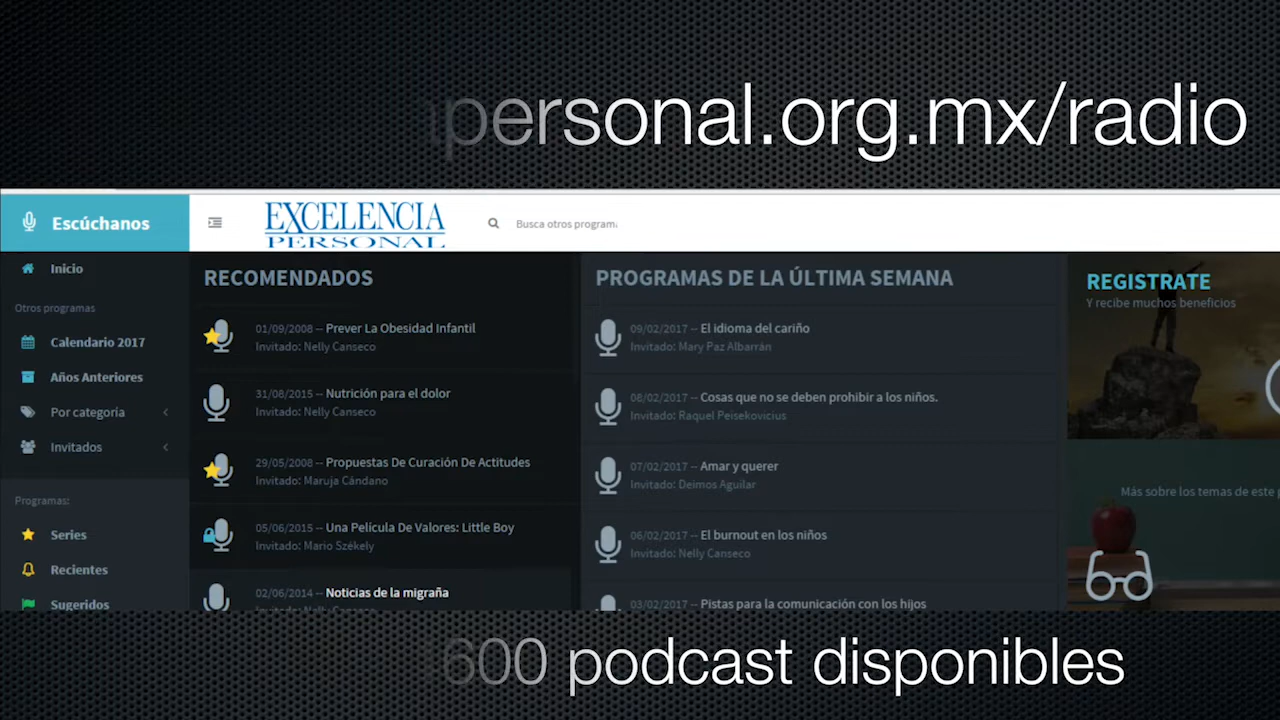 personal.org.mx/radio
Escúchanos
EXCELENCIA
PERSONAL
Busca otros programa
Inicio
Otros programas
Calendario 2017
Años Anteriores
Por categoría
Invitados
Programas:
Series
Recientes
Sugeridos
RECOMENDADOS
01/09/2008 -- Prever La Obesidad Infantil
Invitado: Nelly Canseco
31/08/2015 -- Nutrición para el dolor
Invitado: Nelly Canseco
29/05/2008 -- Propuestas De Curación De Actitudes
Invitado: Maruja Cándano
05/06/2015 -- Una Película De Valores: Little Boy
Invitado: Mario Székely
02/06/2014 -- Noticias de la migraña
Invitado: Nelly Canseco
PROGRAMAS DE LA ÚLTIMA SEMANA
09/02/2017 -- El idioma del cariño
Invitado: Mary Paz Albarrán
08/02/2017 -- Cosas que no se deben prohibir a los niños.
Invitado: Raquel Peisekovicius
07/02/2017 -- Amar y querer
Invitado: Deimos Aguilar
06/02/2017 -- El burnout en los niños
Invitado: Nelly Canseco
03/02/2017 -- Pistas para la comunicación con los hijos
REGISTRATE
Y recibe muchos beneficios
Más sobre los temas de este
600 podcast disponibles